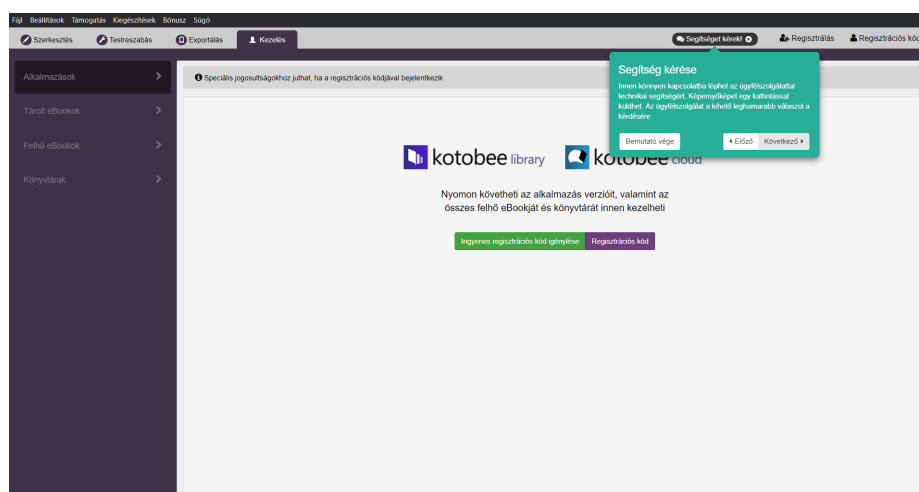 Fájl Beállítások Támogatás Kiegészítések Bónusz Súgó
Szerkesztés Testreszabás Exportálás Kezelés Segítséget kérek! Regisztrálás Regisztrációs kód
Alkalmazások
Tárolt eBookok
Felhő eBookok
Könyvtárak
Speciális jogosultságokhoz juthat, ha a regisztrációs kódjával bejelentkezik
Segítség kérése
Innen könnyen kapcsolatba léphet az ügyfélszolgálattal
technikai segítségért. Képernyőképet egy kattintással
küldhet. Az ügyfélszolgálat a lehető leghamarabb válaszol a
kérdésére
Bemutató vége Előző Következő
kotobee library kotobee cloud
Nyomon követheti az alkalmazás verzióit, valamint az
összes felhő eBookját és könyvtárát innen kezelheti
Ingyenes regisztrációs kód igénylése Regisztrációs kód